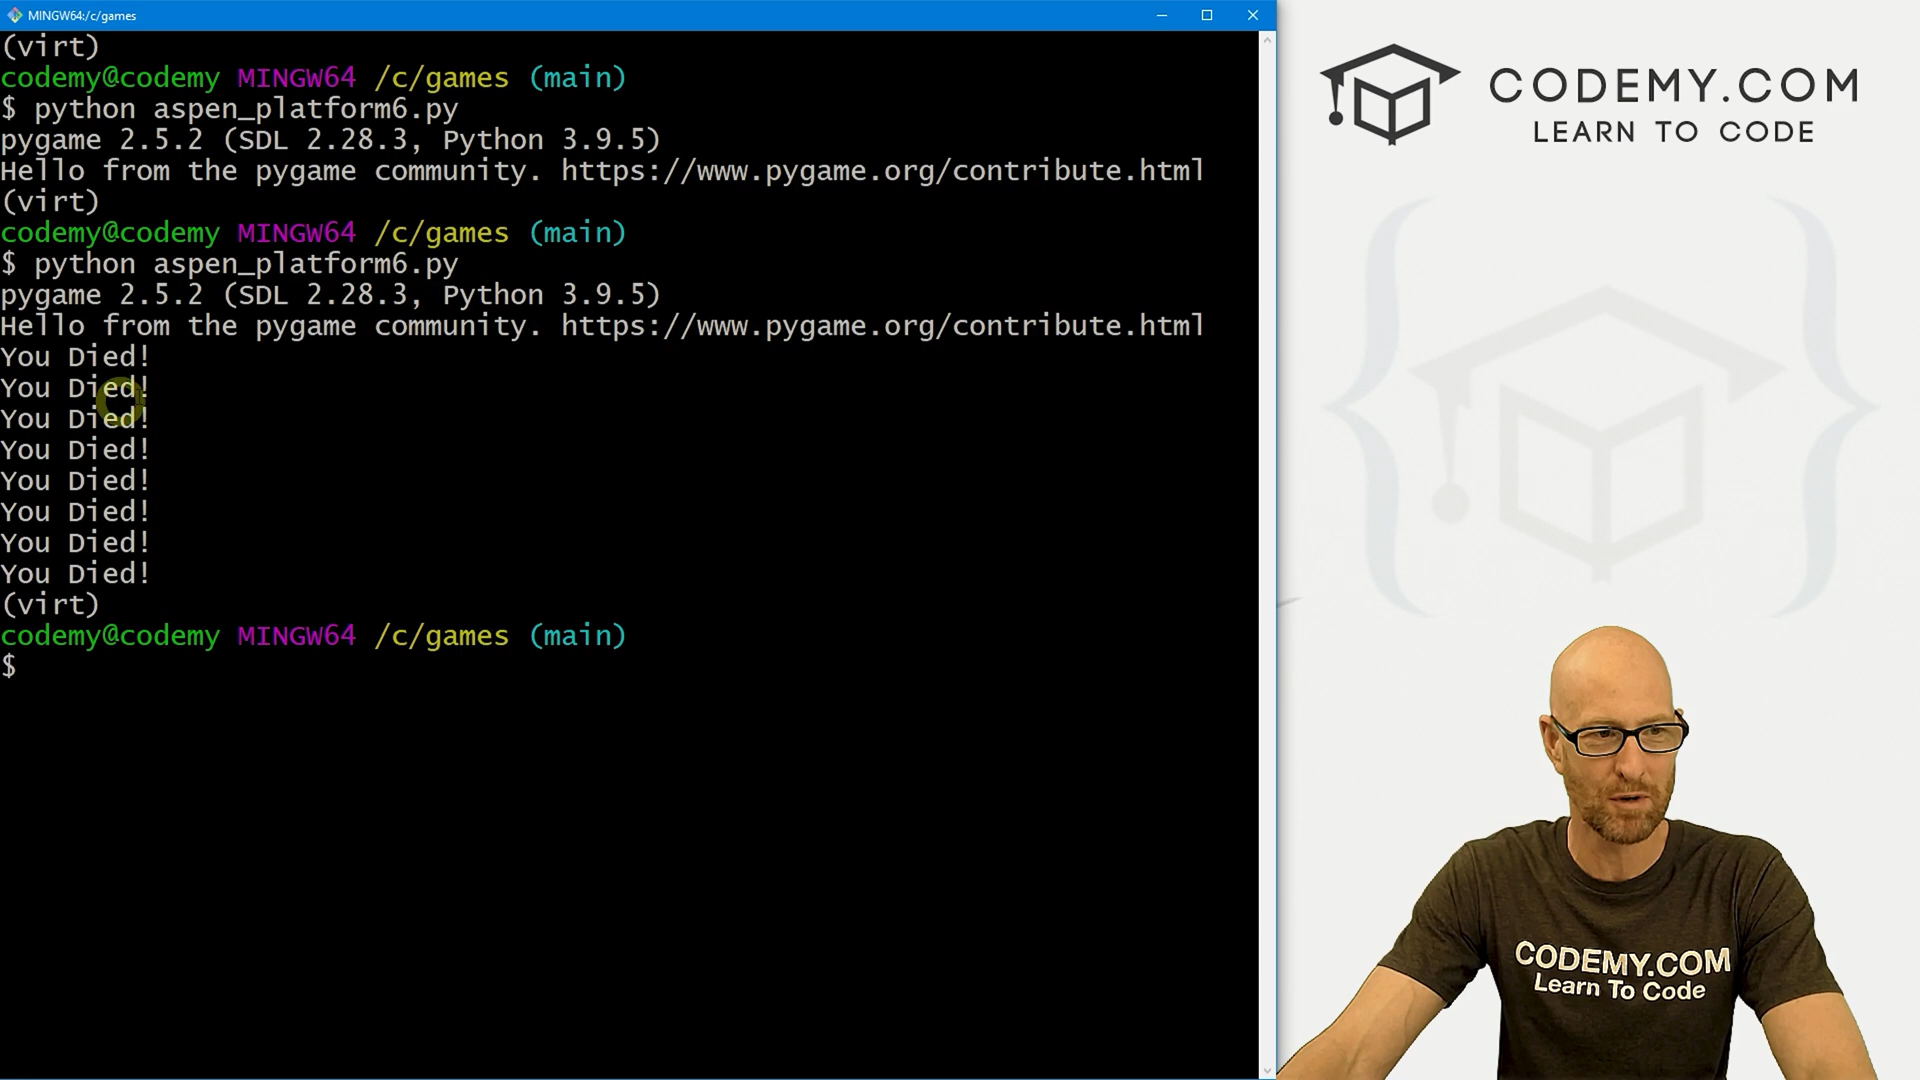 MINGW64:/c/games
(virt)
codemy@codemy MINGW64 /c/games (main)
$ python aspen_platform6.py
pygame 2.5.2 (SDL 2.28.3, Python 3.9.5)
Hello from the pygame community. https://www.pygame.org/contribute.html
(virt)
codemy@codemy MINGW64 /c/games (main)
$ python aspen_platform6.py
pygame 2.5.2 (SDL 2.28.3, Python 3.9.5)
Hello from the pygame community. https://www.pygame.org/contribute.html
You Died!
You Died!
You Died!
You Died!
You Died!
You Died!
You Died!
You Died!
(virt)
codemy@codemy MINGW64 /c/games (main)
$
CODEMY.COM
LEARN TO CODE
CODEMY.COM
Learn To Code